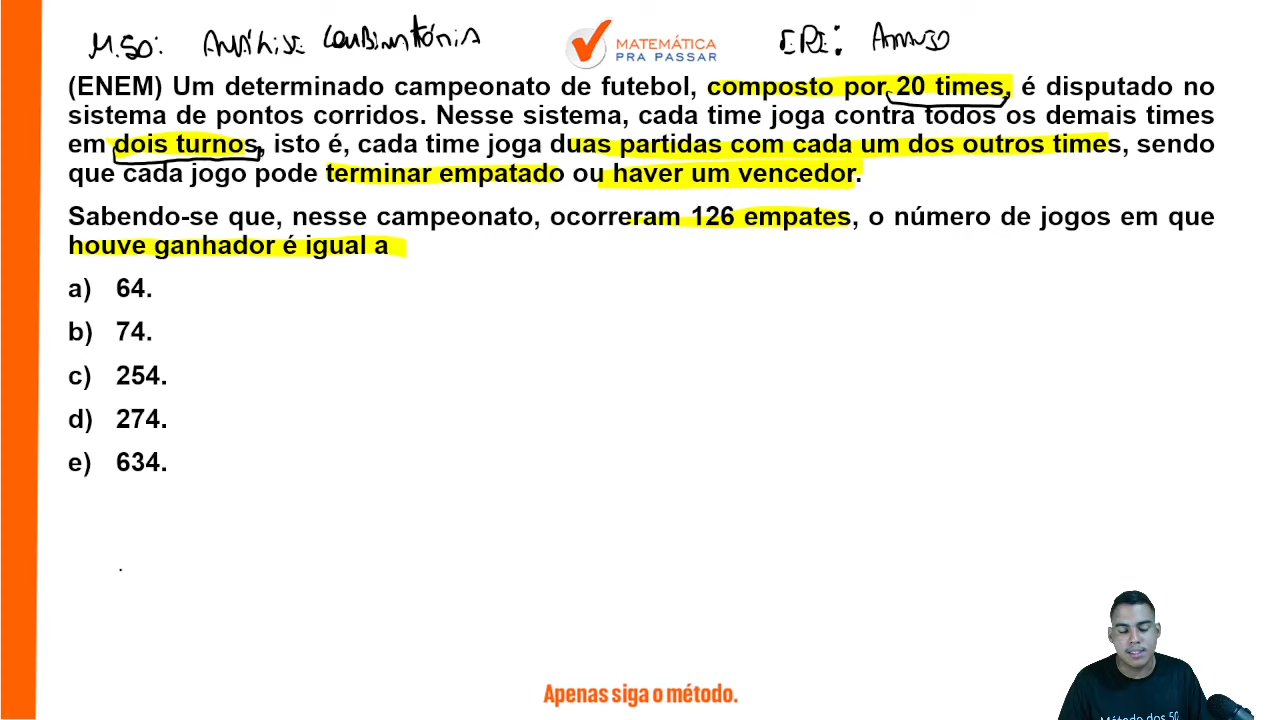 M.50: Análise Combinatória
MATEMÁTICA
PRA PASSAR
(ENEM) Um determinado campeonato de futebol, composto por 20 times, é disputado no
sistema de pontos corridos. Nesse sistema, cada time joga contra todos os demais times
em dois turnos, isto é, cada time joga duas partidas com cada um dos outros times, sendo
que cada jogo pode terminar empatado ou haver um vencedor.
Sabendo-se que, nesse campeonato, ocorreram 126 empates, o número de jogos em que
houve ganhador é igual a
a) 64.
b) 74.
c) 254.
d) 274.
e) 634.
Apenas siga o método.
Método dos 50